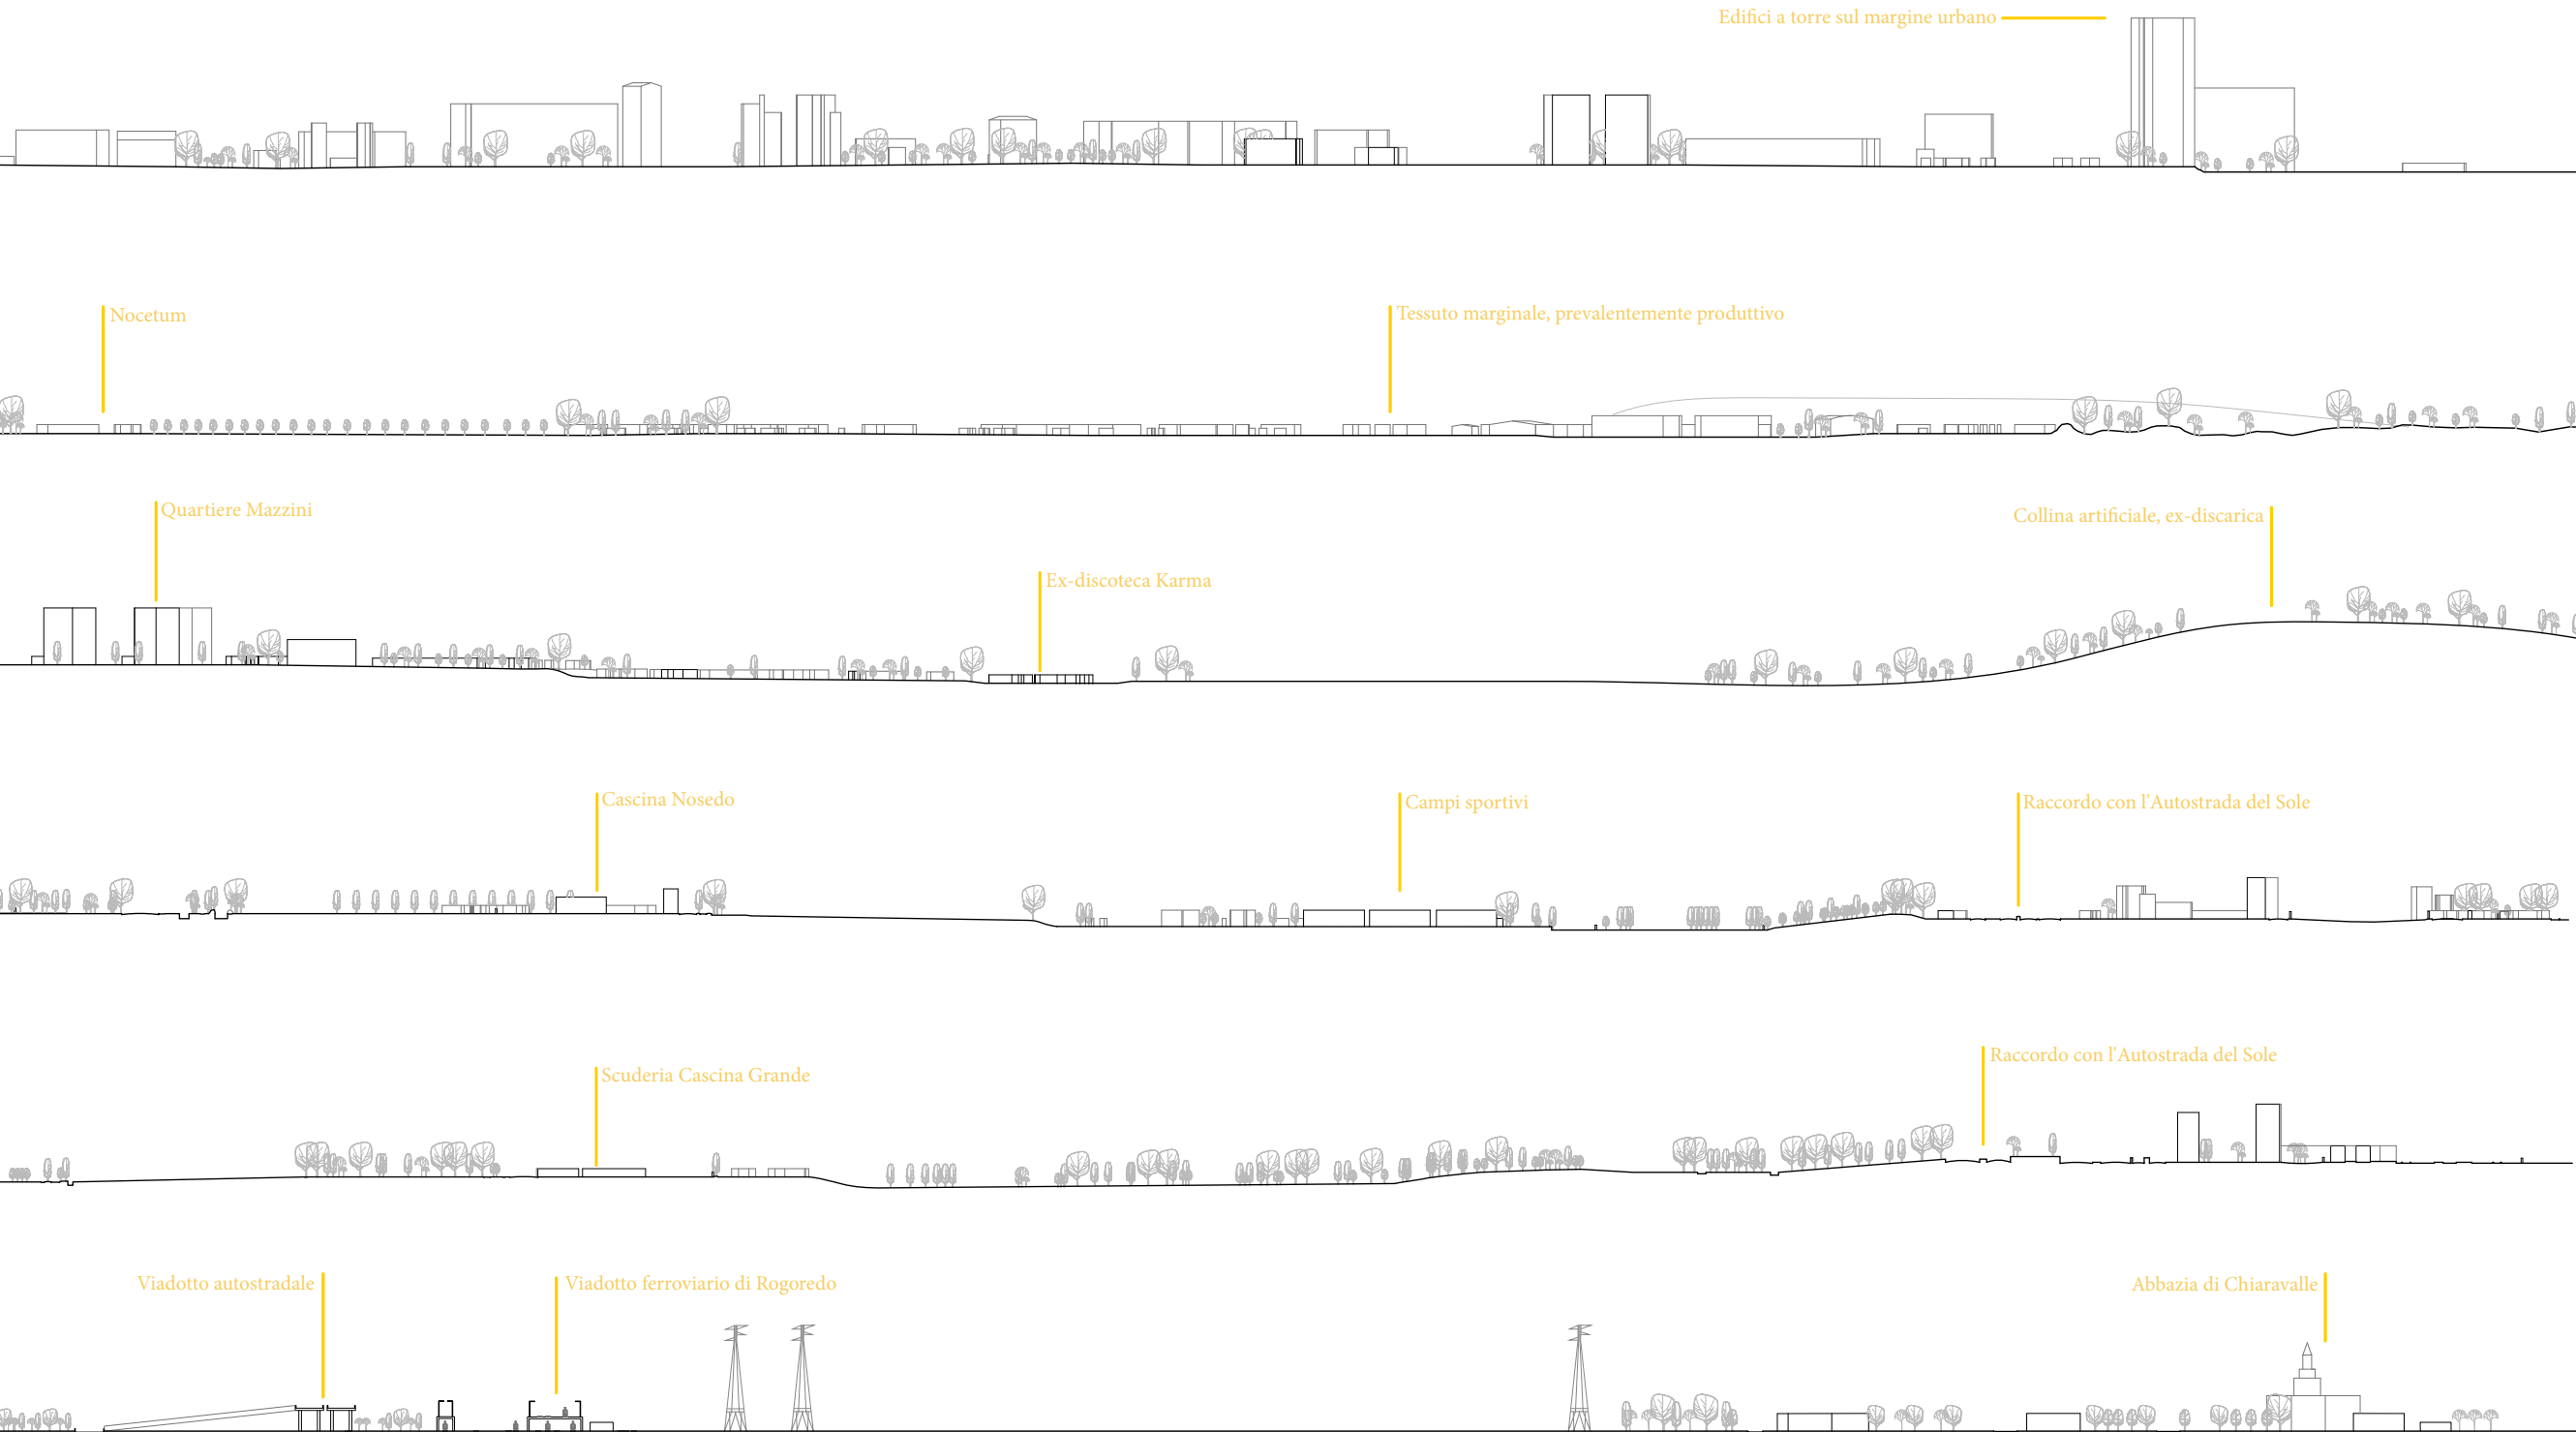 Edifici a torre sul margine urbano
Nocetum
Tessuto marginale, prevalentemente produttivo
Quartiere Mazzini
Collina artificiale, ex-discarica
Ex-discoteca Karma
Cascina Nosedo
Campi sportivi
Raccordo con l'Autostrada del Sole
Scuderia Cascina Grande
Raccordo con l'Autostrada del Sole
Viadotto autostradale
Viadotto ferroviario di Rogoredo
Abbazia di Chiaravalle